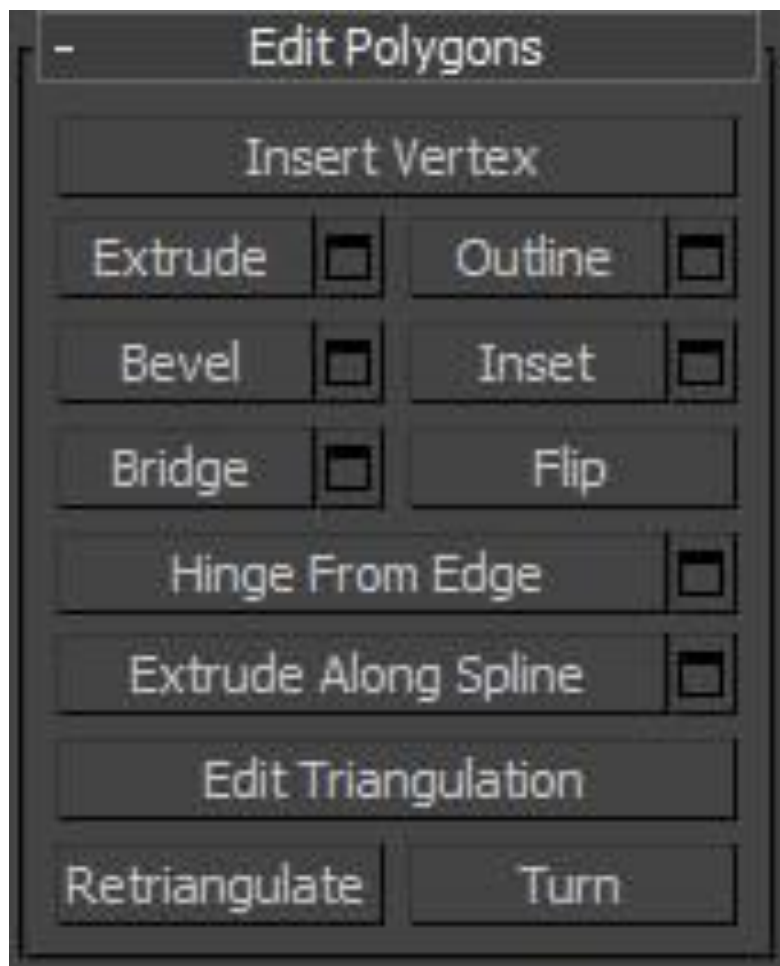 - Edit Polygons
Insert Vertex
Extrude Outline
Bevel Inset
Bridge Flip
Hinge From Edge
Extrude Along Spline
Edit Triangulation
Retriangulate Turn